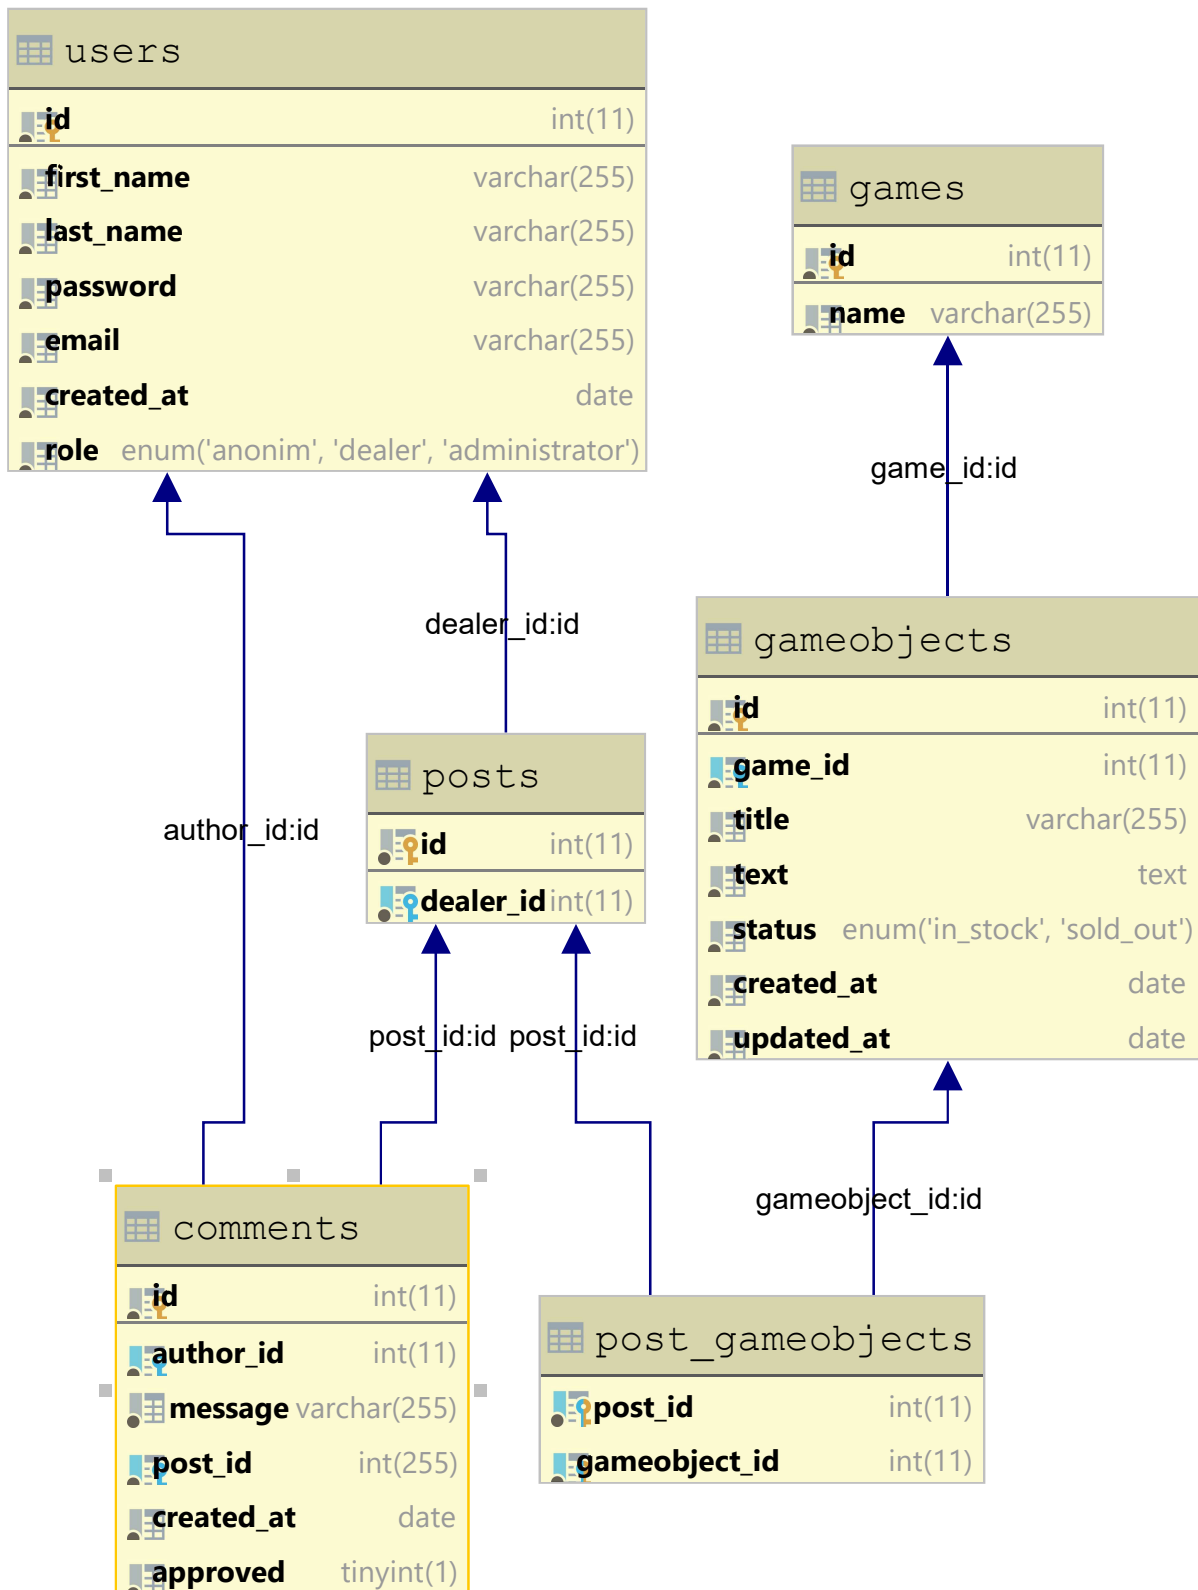 users
id int(11)
first_name varchar(255)
last_name varchar(255)
password varchar(255)
email varchar(255)
created_at date
role enum('anonim', 'dealer', 'administrator')
games
id int(11)
name varchar(255)
game_id:id
dealer_id:id
gameobjects
id int(11)
game_id int(11)
title varchar(255)
text text
status enum('in_stock', 'sold_out')
created_at date
updated_at date
posts
id int(11)
dealer_id int(11)
author_id:id
post_id:id post_id:id
gameobject_id:id
comments
id int(11)
author_id int(11)
message varchar(255)
post_id int(255)
created_at date
approved tinyint(1)
post_gameobjects
post_id int(11)
gameobject_id int(11)